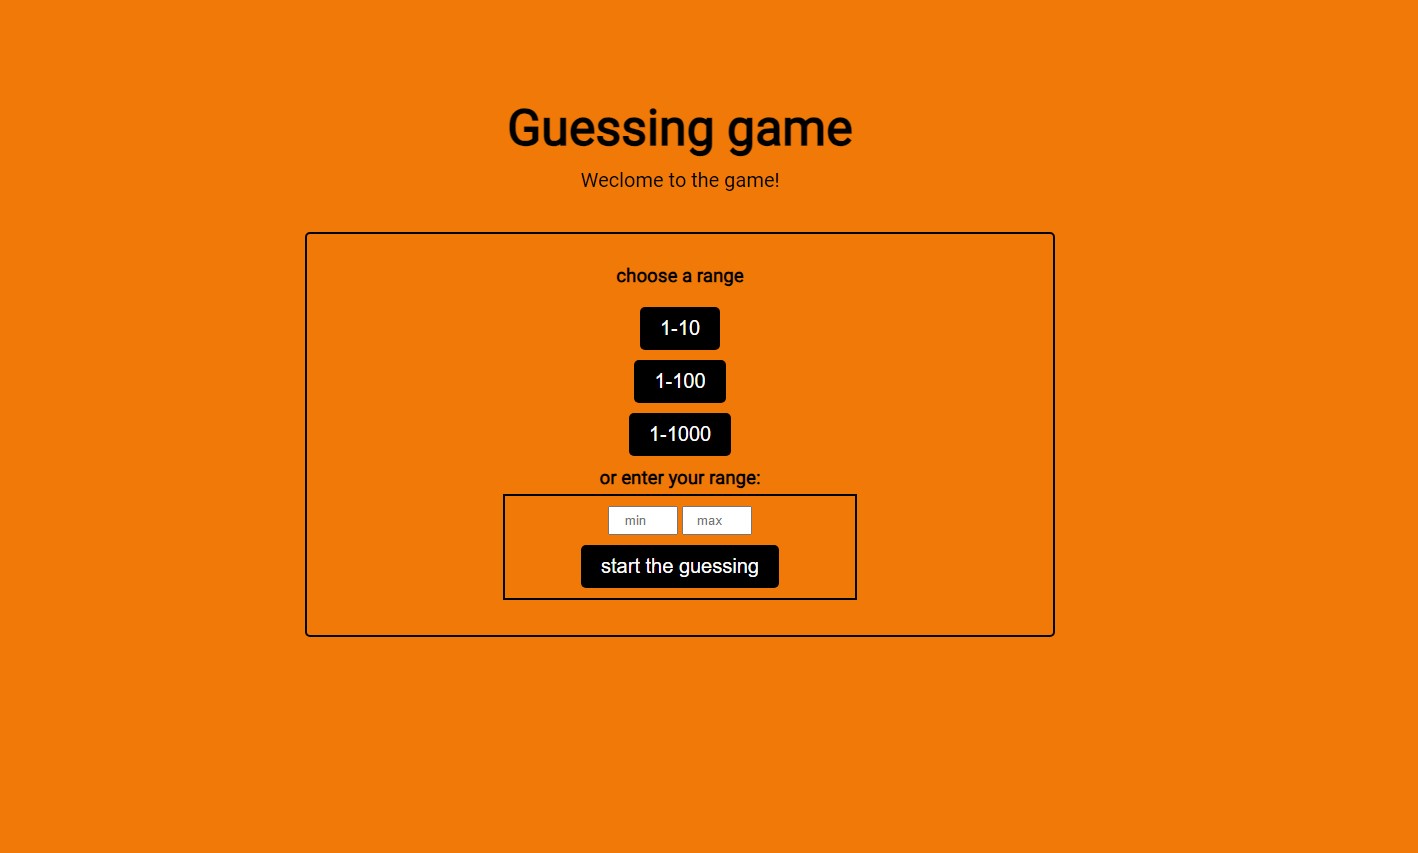 Guessing game
Weclome to the game!
choose a range
1-10
1-100
1-1000
or enter your range:
min max
start the guessing